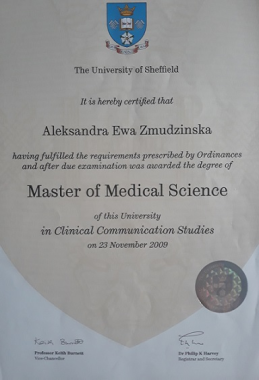 The University of Sheffield
It is hereby certified that
Aleksandra Ewa Zmudzinska
having fulfilled the requirements prescribed by Ordinances
and after due examination was awarded the degree of
Master of Medical Science
of this University
in Clinical Communication Studies
on 23 November 2009
Professor Keith Burnett
Vice-Chancellor
Dr Philip N Harvey
Registrar and Secretary